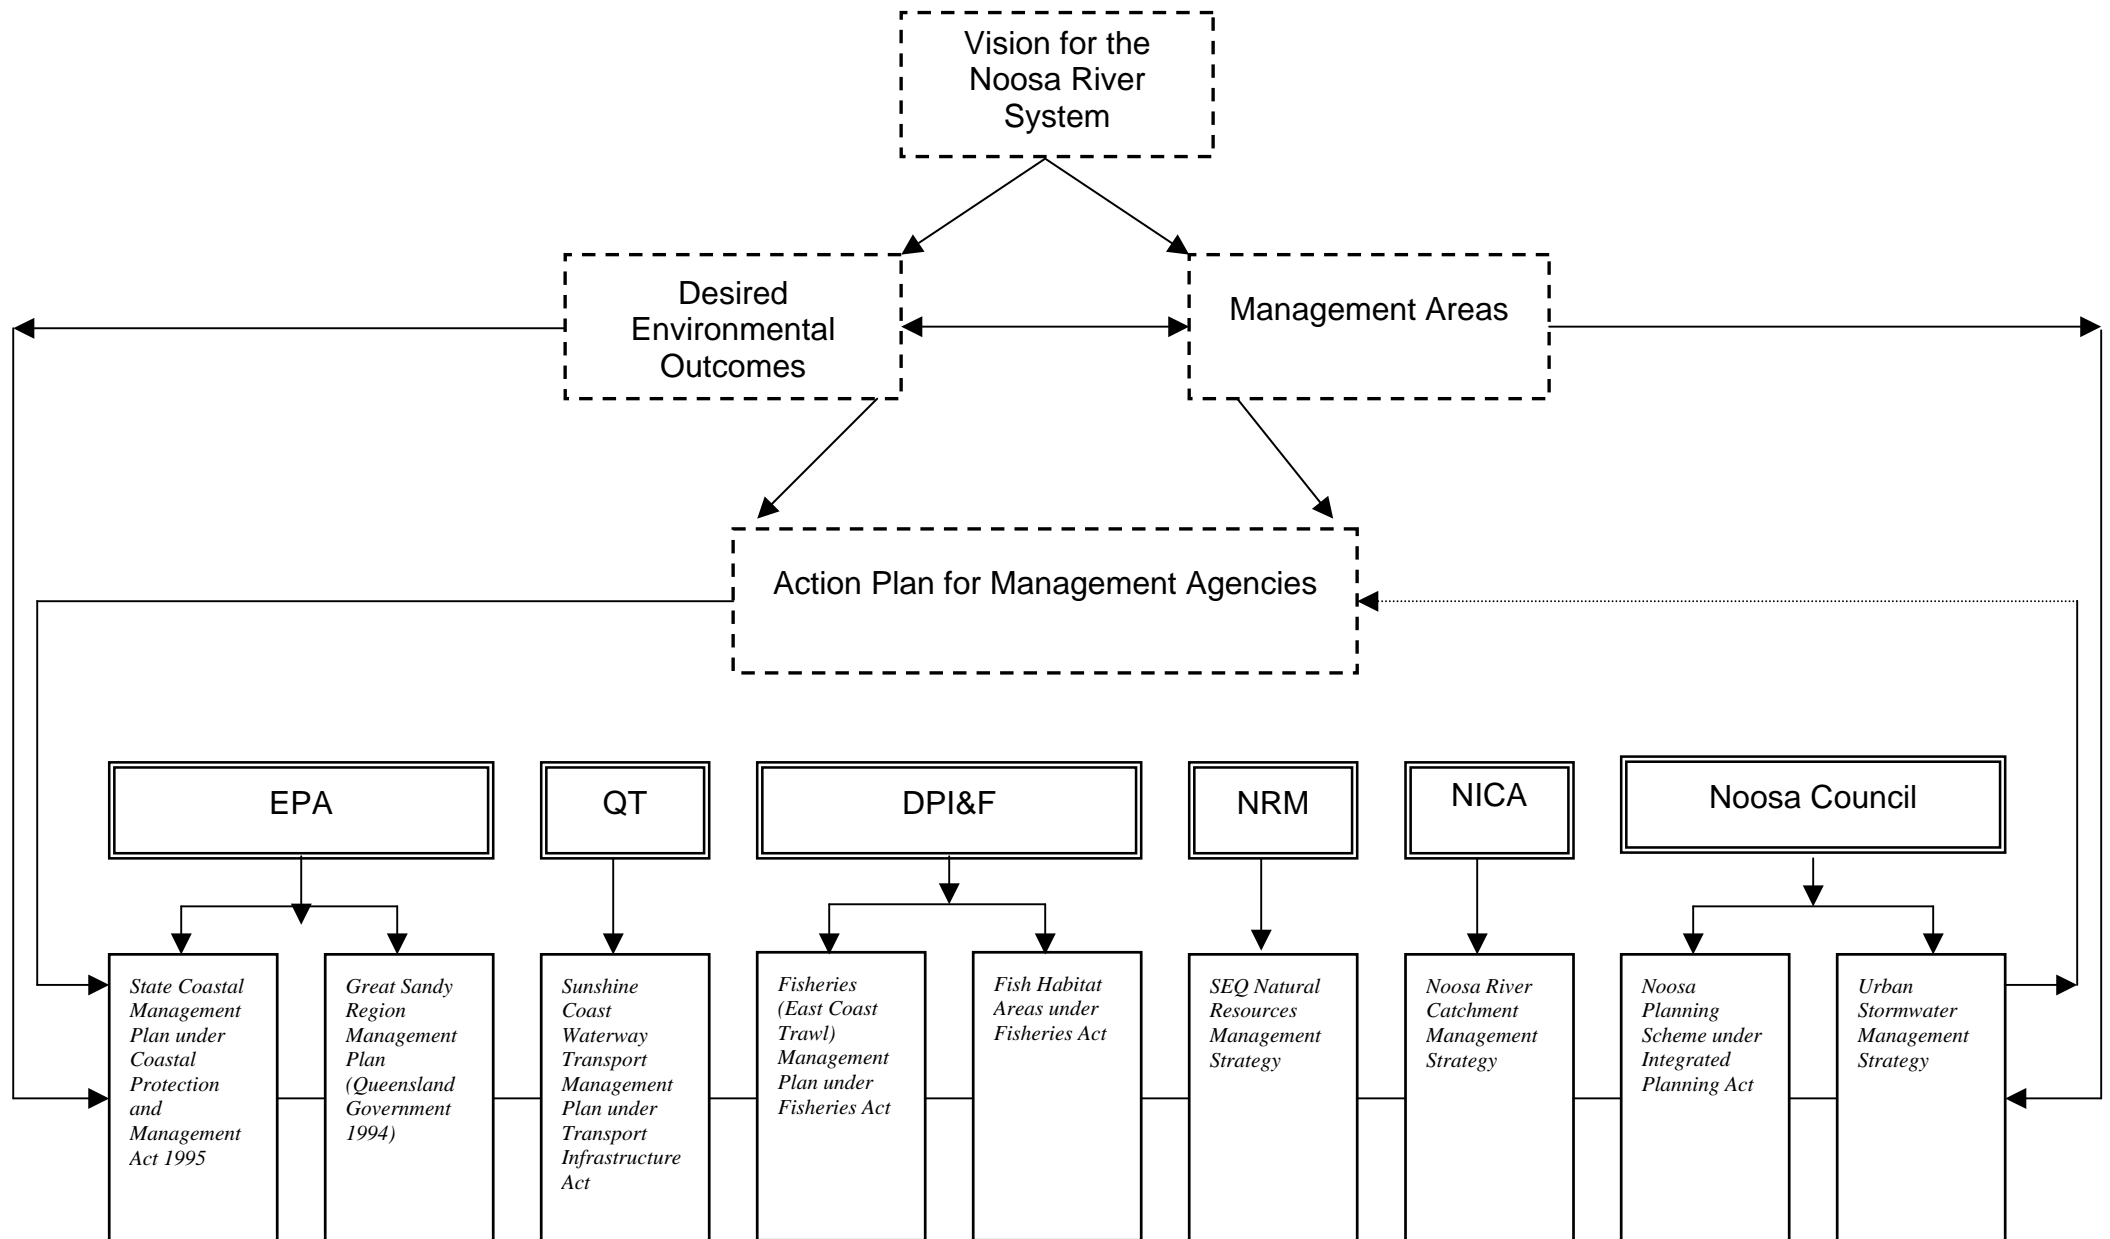 Vision for the
Noosa River
System
Desired
Environmental
Outcomes
Management Areas
Action Plan for Management Agencies
EPA
QT
DPI&F
NRM
NICA
Noosa Council
State Coastal
Management
Plan under
Coastal
Protection
and
Management
Act 1995
Great Sandy
Region
Management
Plan
(Queensland
Government
1994)
Sunshine
Coast
Waterway
Transport
Management
Plan under
Transport
Infrastructure
Act
Fisheries
(East Coast
Trawl)
Management
Plan under
Fisheries Act
Fish Habitat
Areas under
Fisheries Act
SEQ Natural
Resources
Management
Strategy
Noosa River
Catchment
Management
Strategy
Noosa
Planning
Scheme under
Integrated
Planning Act
Urban
Stormwater
Management
Strategy